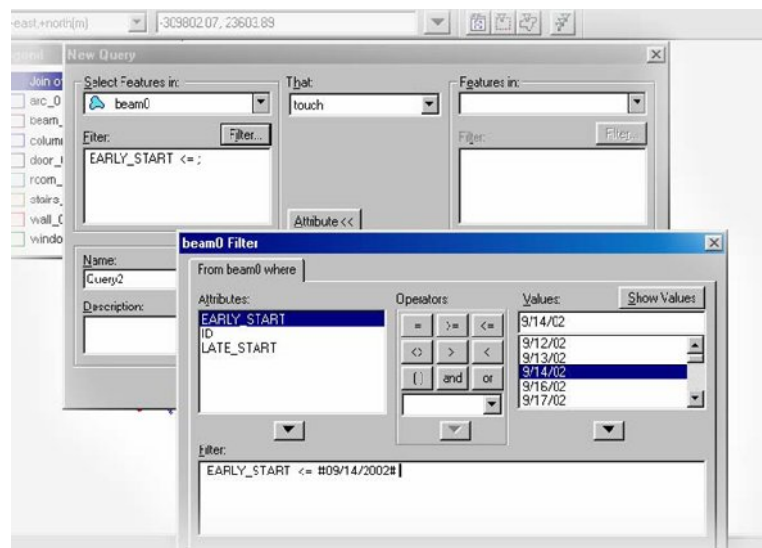 -east,+north(m)
-309802.07, 23603.89
New Query
Join o
arc_0
beam_
colum
door_
room_
stairs_
wall_0
windo
Select Features in:
That:
Features in:
beam0
touch
Filter:
Filter...
Filter:
Filter...
EARLY_START <= ;
Attribute <<
Name:
Query2
Description:
beam0 Filter
From beam0 where
Attributes:
Operators
Values:
Show Values
EARLY_START
ID
LATE_START
= >= <=
<> > <
() and or
9/14/02
9/12/02
9/13/02
9/14/02
9/16/02
9/17/02
Filter:
EARLY_START <= #09/14/2002#